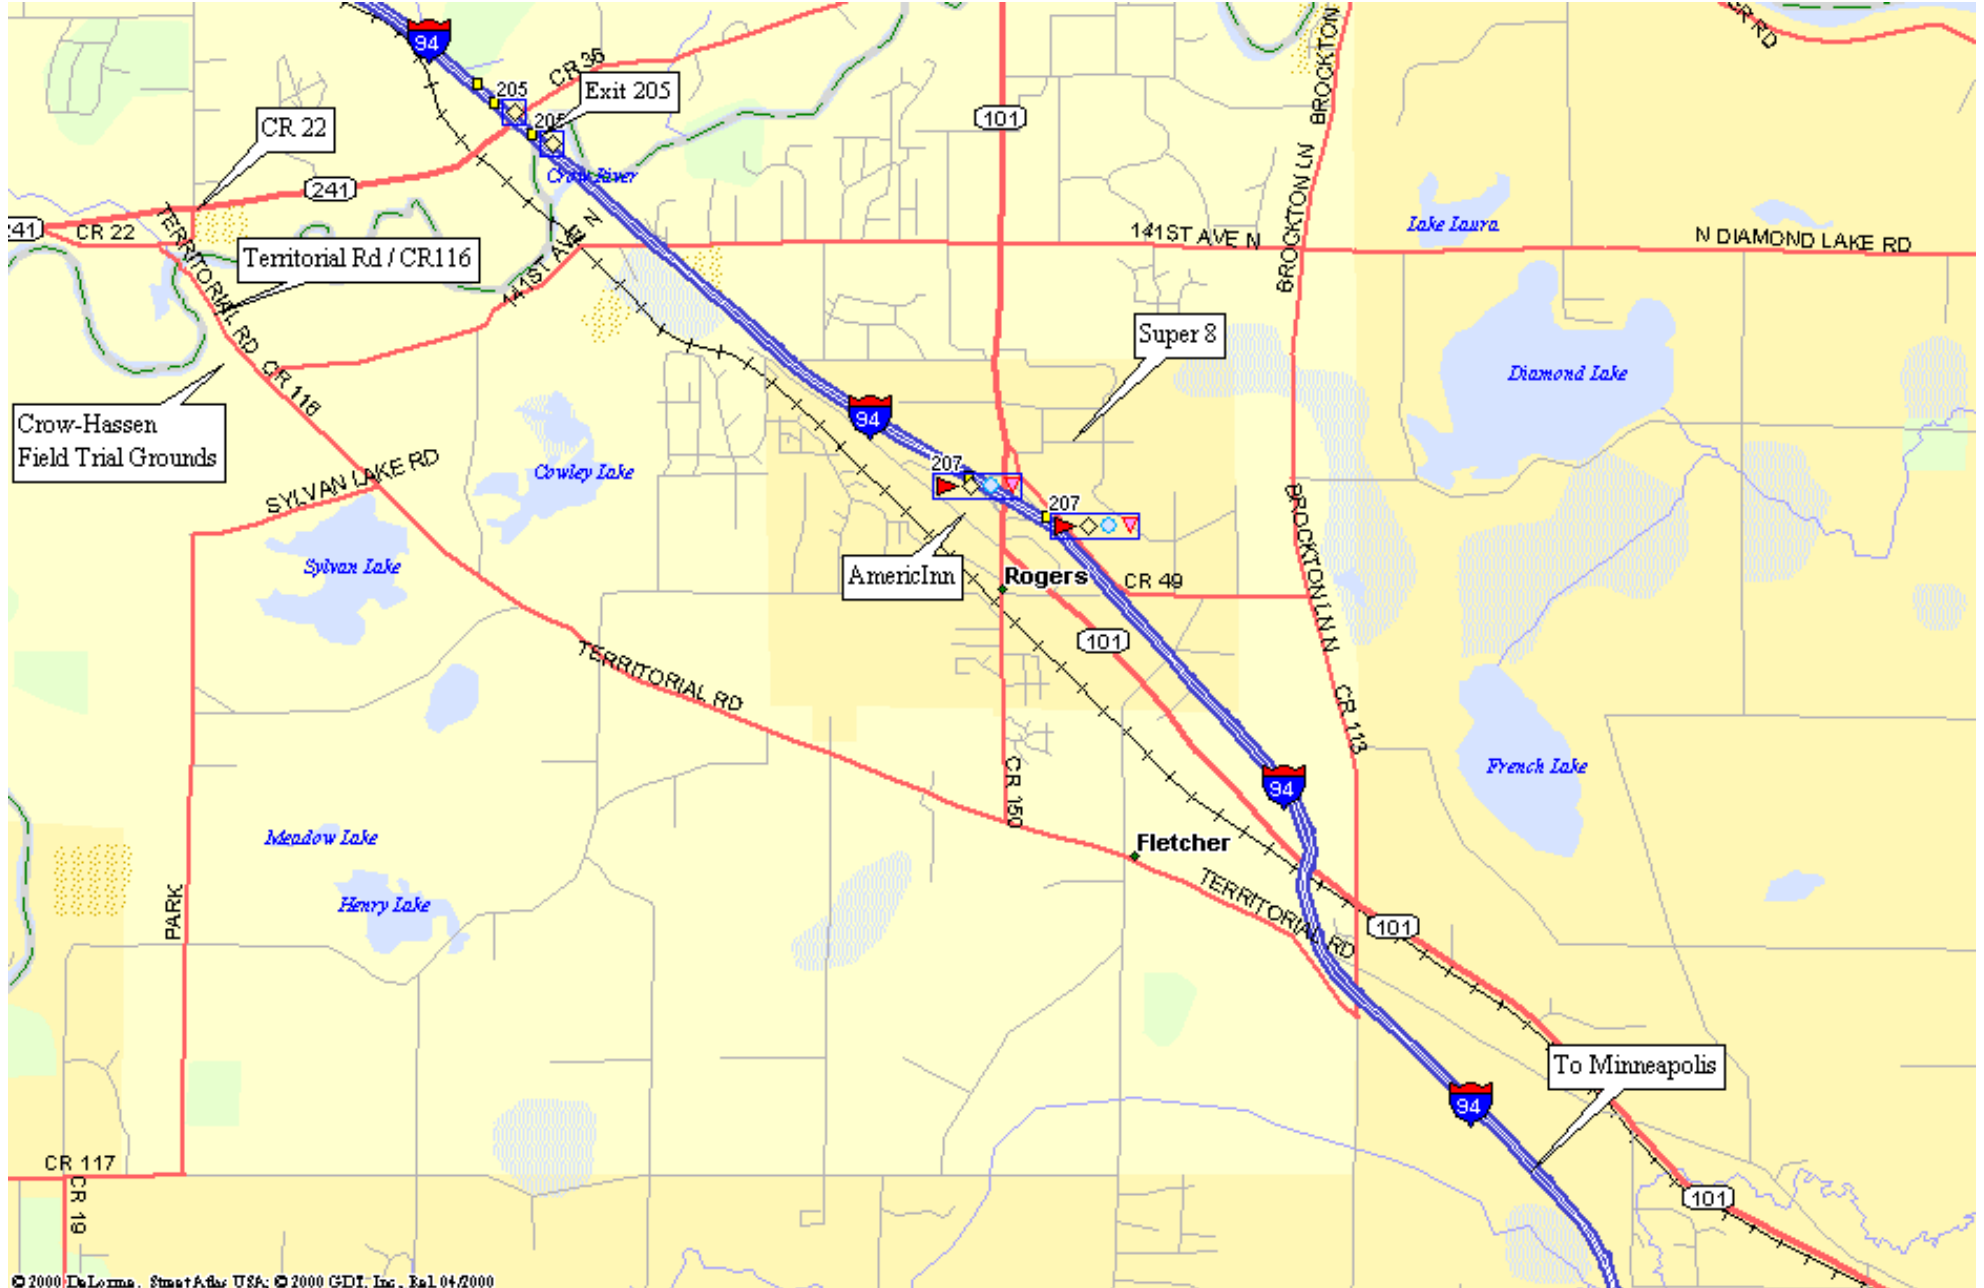 CR RD
BROCKTON
94
CR 36
205
Exit 205
205
101
CR 22
BROCKTON LN
241
Crow River
Lake Laura
241
CR 22
TERRITORIAL RD
141ST AVE N
141ST AVE N
N DIAMOND LAKE RD
Territorial Rd / CR116
Super 8
Diamond Lake
CR 116
94
Crow-Hassen
Field Trial Grounds
SYLVAN LAKE RD
Cowley Lake
207
207
BROCKTON LN N
Sylvan Lake
AmericInn
Rogers
CR 49
101
TERRITORIAL RD
CR 113
CR 150
94
French Lake
Meadow Lake
Fletcher
PARK
Henry Lake
TERRITORIAL RD
101
To Minneapolis
94
CR 117
CR 19
101
© 2000 DeLorme. Street Atlas USA; © 2000 GDT, Inc., Rel 04/2000